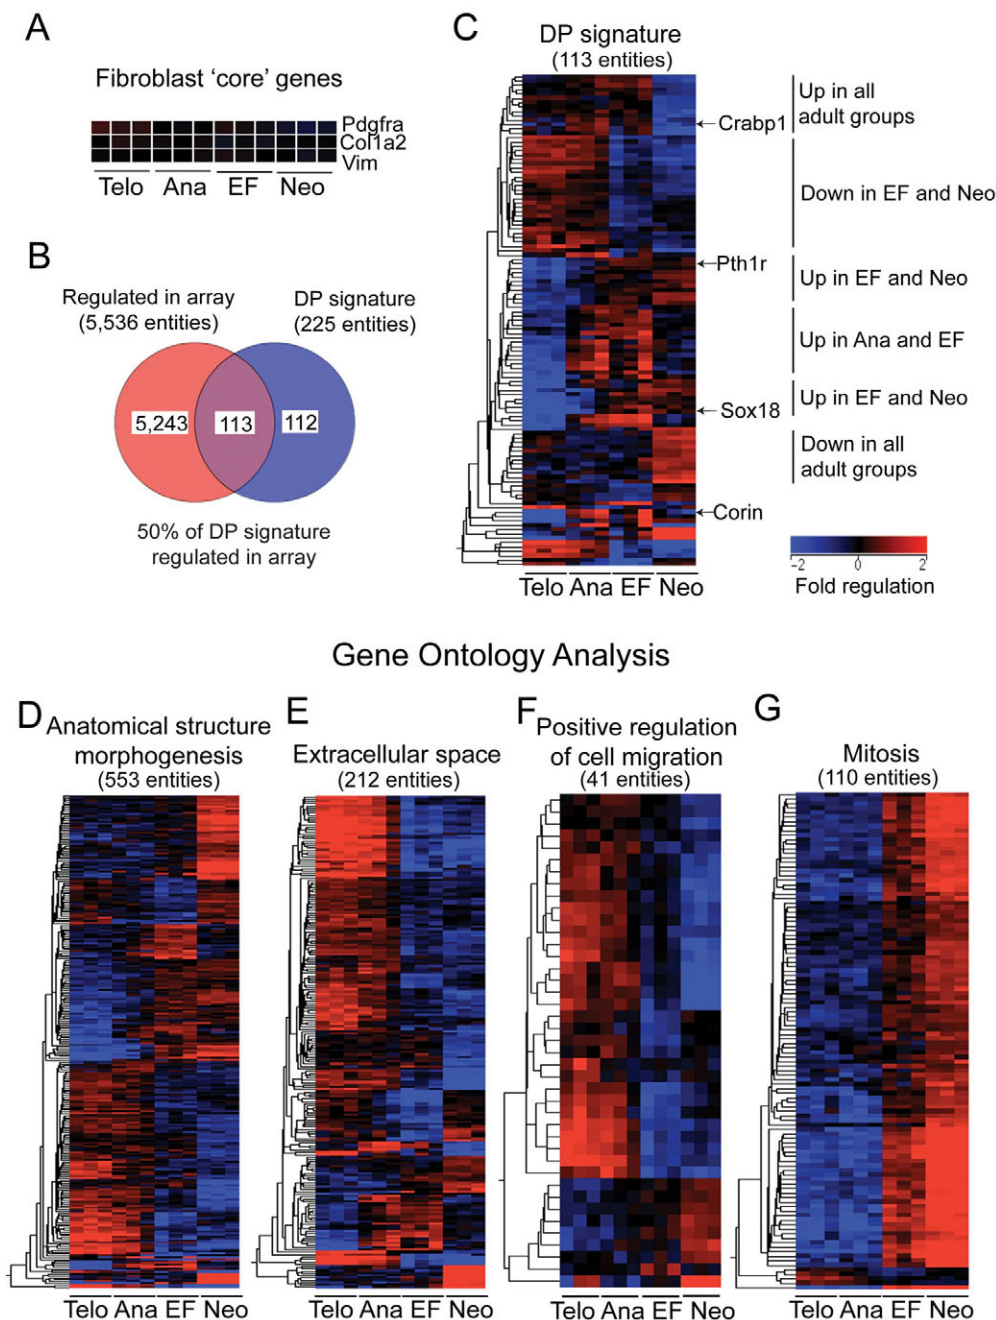 A
Fibroblast ‘core’ genes
Pdgfra
Col1a2
Vim
Telo Ana EF Neo
B
Regulated in array
(5,536 entities)
DP signature
(225 entities)
5,243 113 112
50% of DP signature
regulated in array
C
DP signature
(113 entities)
Crabp1
Pth1r
Sox18
Corin
Up in all
adult groups
Down in EF and Neo
Up in EF and Neo
Up in Ana and EF
Up in EF and Neo
Down in all
adult groups
-2 0 2
Fold regulation
Telo Ana EF Neo
Gene Ontology Analysis
D
Anatomical structure
morphogenesis
(553 entities)
Telo Ana EF Neo
E
Extracellular space
(212 entities)
Telo Ana EF Neo
F
Positive regulation
of cell migration
(41 entities)
Telo Ana EF Neo
G
Mitosis
(110 entities)
Telo Ana EF Neo